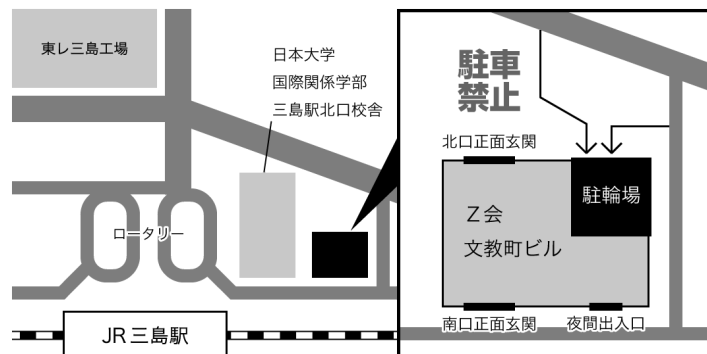 東レ三島工場
日本大学
国際関係学部
三島駅北口校舎
ロータリー
JR三島駅
駐車
禁止
北口正面玄関
駐輪場
Z会
文教町ビル
南口正面玄関
夜間出入口